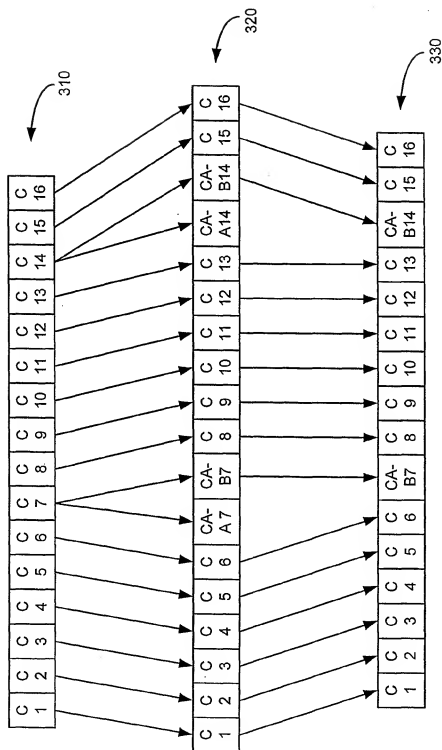 310
C 1 C 2 C 3 C 4 C 5 C 6 C 7 C 8 C 9 C 10 C 11 C 12 C 13 C 14 C 15 C 16
320
C 1 C 2 C 3 C 4 C 5 C 6 CA-A 7 CA-B7 C 8 C 9 C 10 C 11 C 12 C 13 CA-A14 CA-B14 C 15 C 16
330
C 1 C 2 C 3 C 4 C 5 C 6 CA-B7 C 8 C 9 C 10 C 11 C 12 C 13 CA-B14 C 15 C 16